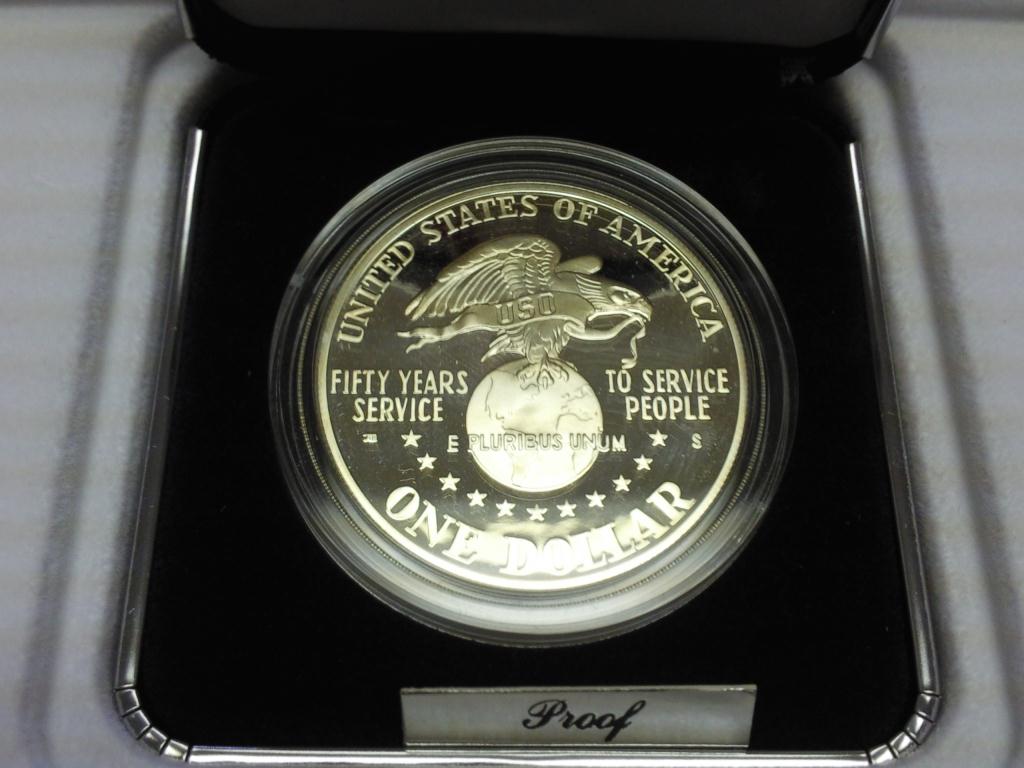 UNITED STATES OF AMERICA
USO
FIFTY YEARS
SERVICE
TO SERVICE
PEOPLE
E PLURIBUS UNUM
S
ONE DOLLAR
Proof